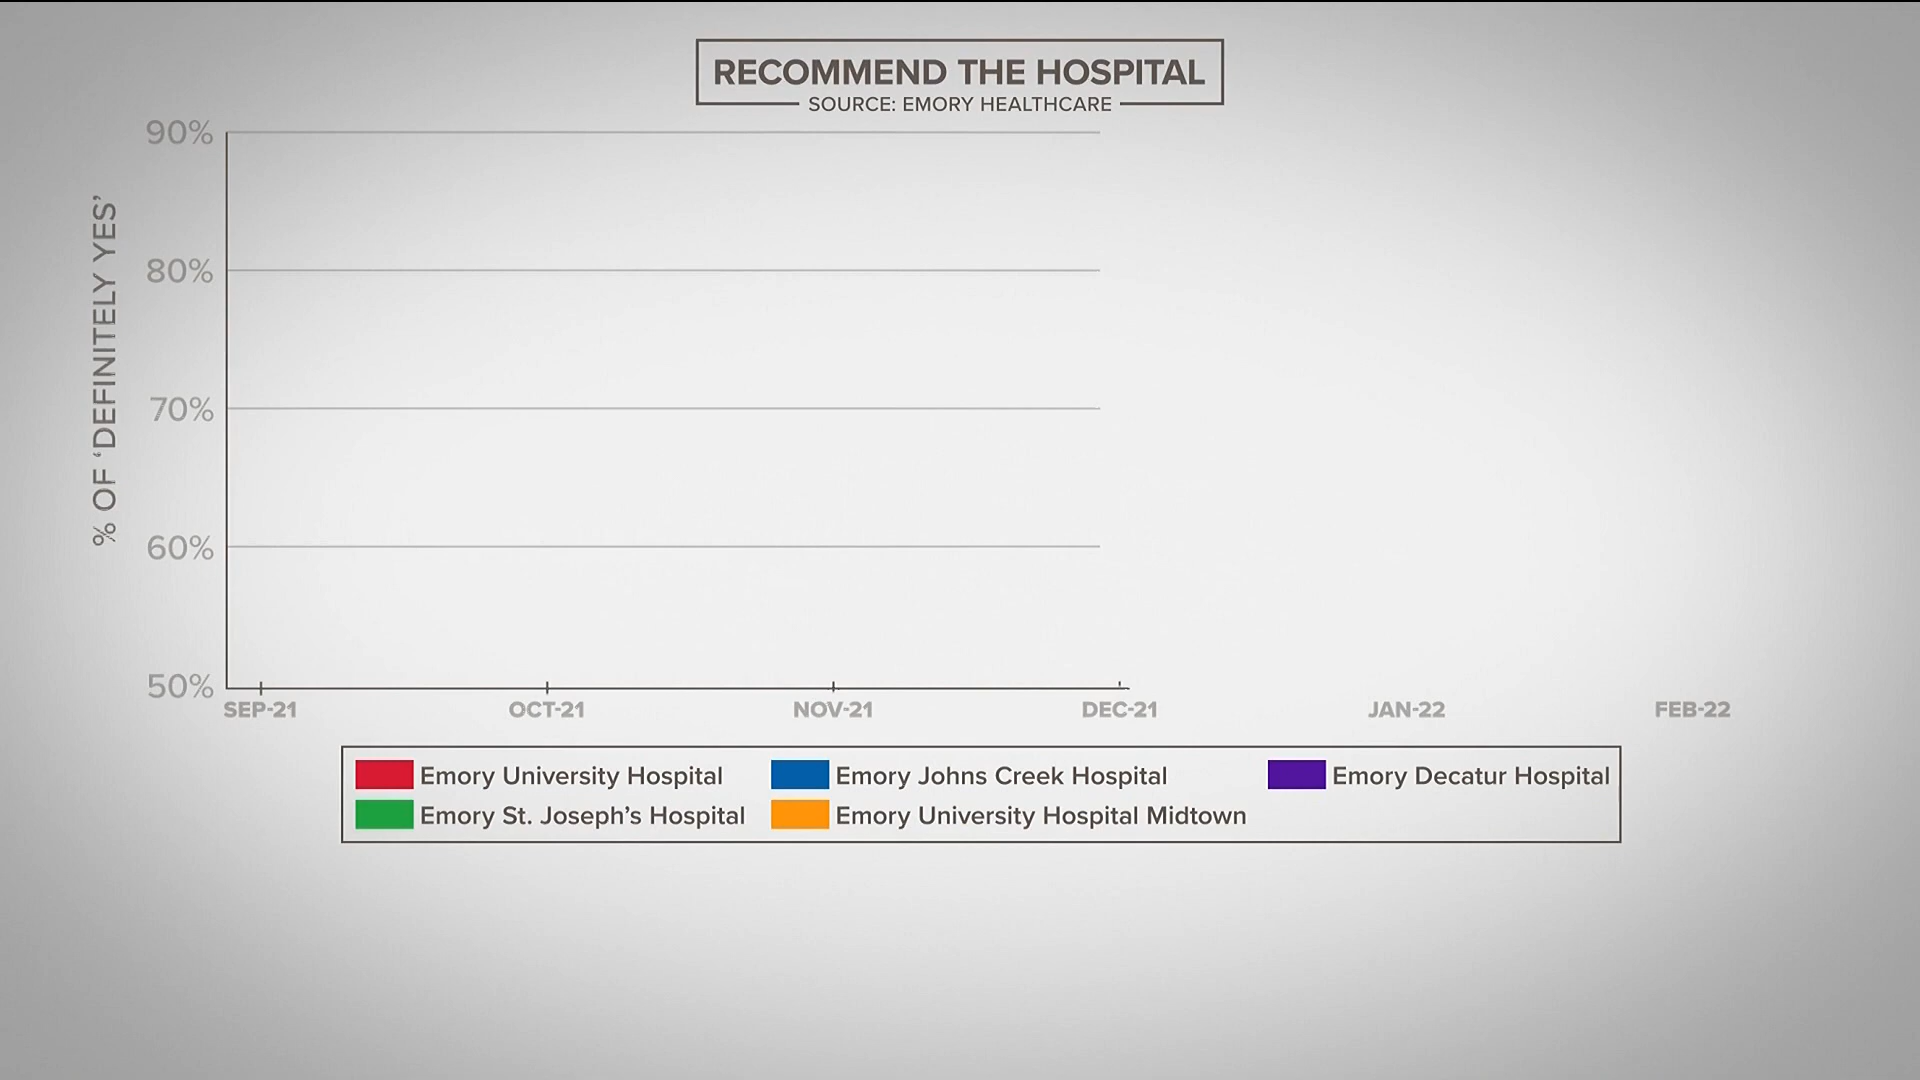 RECOMMEND THE HOSPITAL
SOURCE: EMORY HEALTHCARE
% OF ‘DEFINITELY YES’
90%
80%
70%
60%
50%
SEP-21 OCT-21 NOV-21 DEC-21 JAN-22 FEB-22
Emory University Hospital Emory Johns Creek Hospital Emory Decatur Hospital
Emory St. Joseph’s Hospital Emory University Hospital Midtown